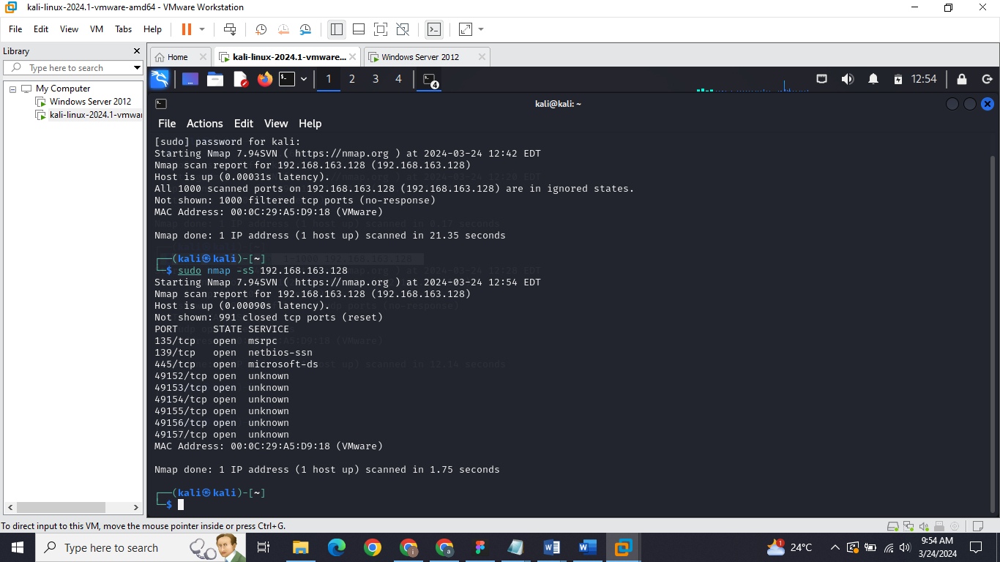 kali-linux-2024.1-vmware-amd64 - VMware Workstation
File Edit View VM Tabs Help
Library
Type here to search
My Computer
Windows Server 2012
kali-linux-2024.1-vmwar
Home
kali-linux-2024.1-vmware...
Windows Server 2012
1 2 3 4
4
12:54
kali@kali: ~
File Actions Edit View Help
[sudo] password for kali:
Starting Nmap 7.94SVN ( https://nmap.org ) at 2024-03-24 12:42 EDT
Nmap scan report for 192.168.163.128 (192.168.163.128)
Host is up (0.00031s latency).
All 1000 scanned ports on 192.168.163.128 (192.168.163.128) are in ignored states.
Not shown: 1000 filtered tcp ports (no-response)
MAC Address: 00:0C:29:A5:D9:18 (VMware)
Nmap done: 1 IP address (1 host up) scanned in 21.35 seconds
┌──(kali㉿kali)-[~]
└─$ sudo nmap -sS 192.168.163.128
Starting Nmap 7.94SVN ( https://nmap.org ) at 2024-03-24 12:54 EDT
Nmap scan report for 192.168.163.128 (192.168.163.128)
Host is up (0.00090s latency).
Not shown: 991 closed tcp ports (reset)
PORT STATE SERVICE
135/tcp open msrpc
139/tcp open netbios-ssn
445/tcp open microsoft-ds
49152/tcp open unknown
49153/tcp open unknown
49154/tcp open unknown
49155/tcp open unknown
49156/tcp open unknown
49157/tcp open unknown
MAC Address: 00:0C:29:A5:D9:18 (VMware)
Nmap done: 1 IP address (1 host up) scanned in 1.75 seconds
┌──(kali㉿kali)-[~]
└─$
To direct input to this VM, move the mouse pointer inside or press Ctrl+G.
Type here to search
1
24°C
9:54 AM
3/24/2024